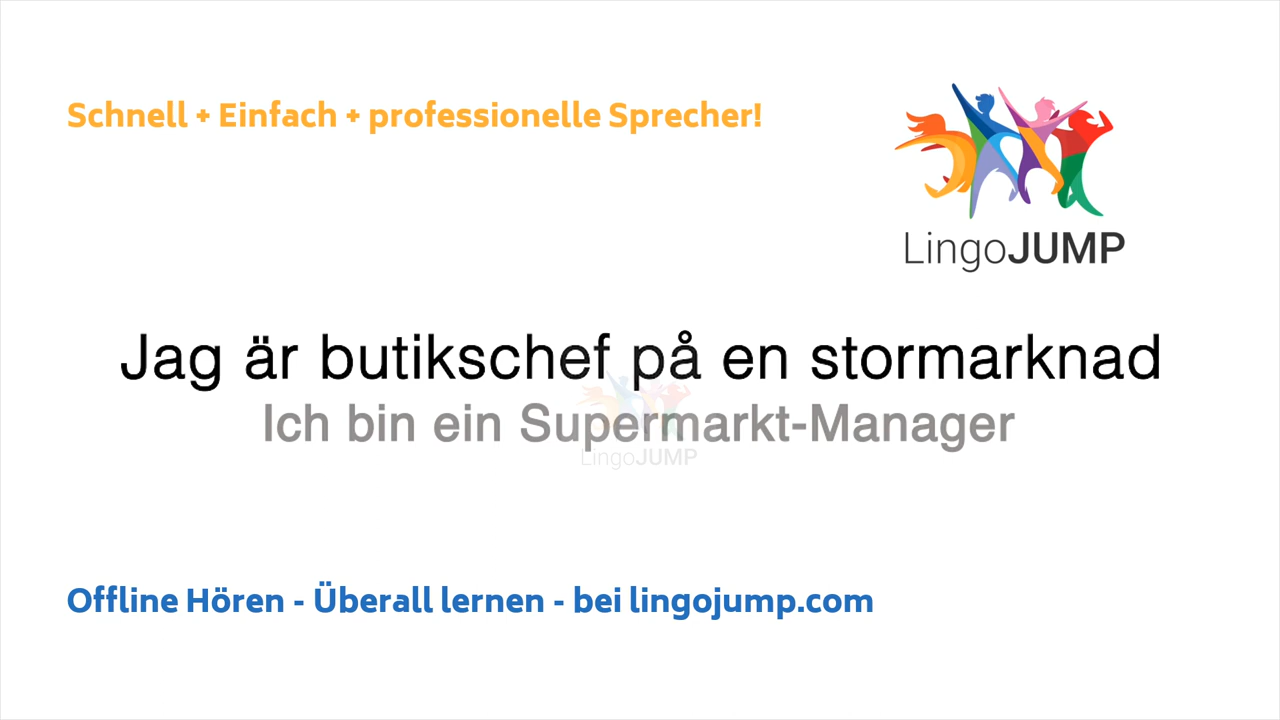 Schnell + Einfach + professionelle Sprecher!
LingoJUMP
Jag är butikschef på en stormarknad
Ich bin ein Supermarkt-Manager
LingoJUMP
Offline Hören - Überall lernen - bei lingojump.com